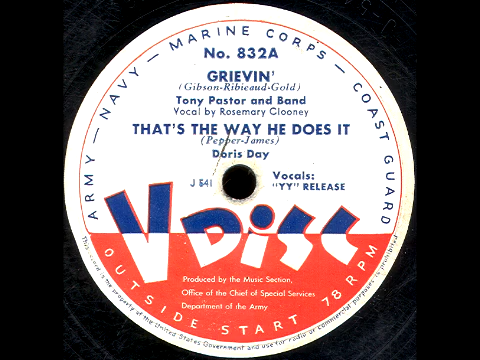 ARMY — NAVY — MARINE CORPS — COAST GUARD
No. 832A
GRIEVIN'
(Gibson-Ribieaud-Gold)
Tony Pastor and Band
Vocal by Rosemary Clooney
THAT'S THE WAY HE DOES IT
(Pepper-James)
Doris Day
J 541
Vocals:
"YY" RELEASE
V DiSC
Produced by the Music Section,
Office of the Chief of Special Services
Department of the Army
OUTSIDE START 78 RPM
This record is the property of the United States Government and use for radio or commercial purposes is prohibited